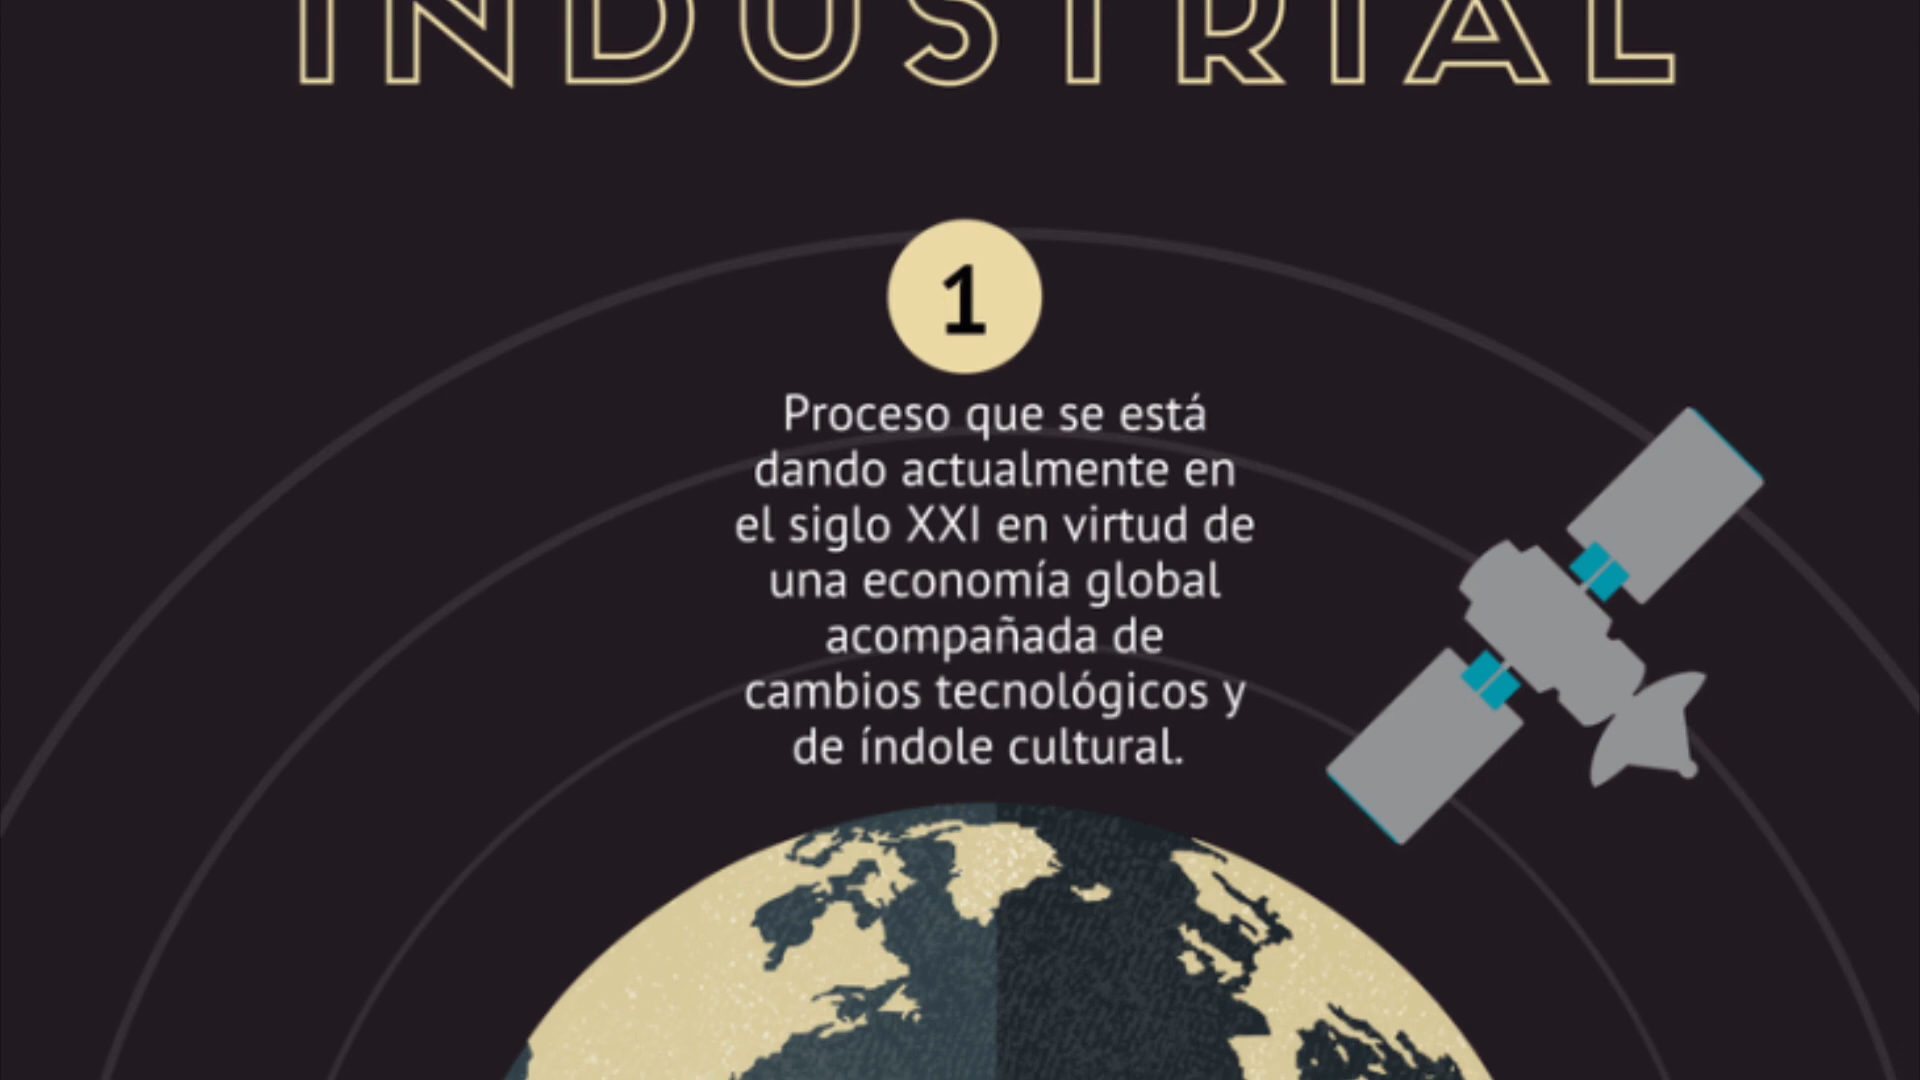 INDUSTRIAL
1
Proceso que se está
dando actualmente en
el siglo XXI en virtud de
una economía global
acompañada de
cambios tecnológicos y
de índole cultural.